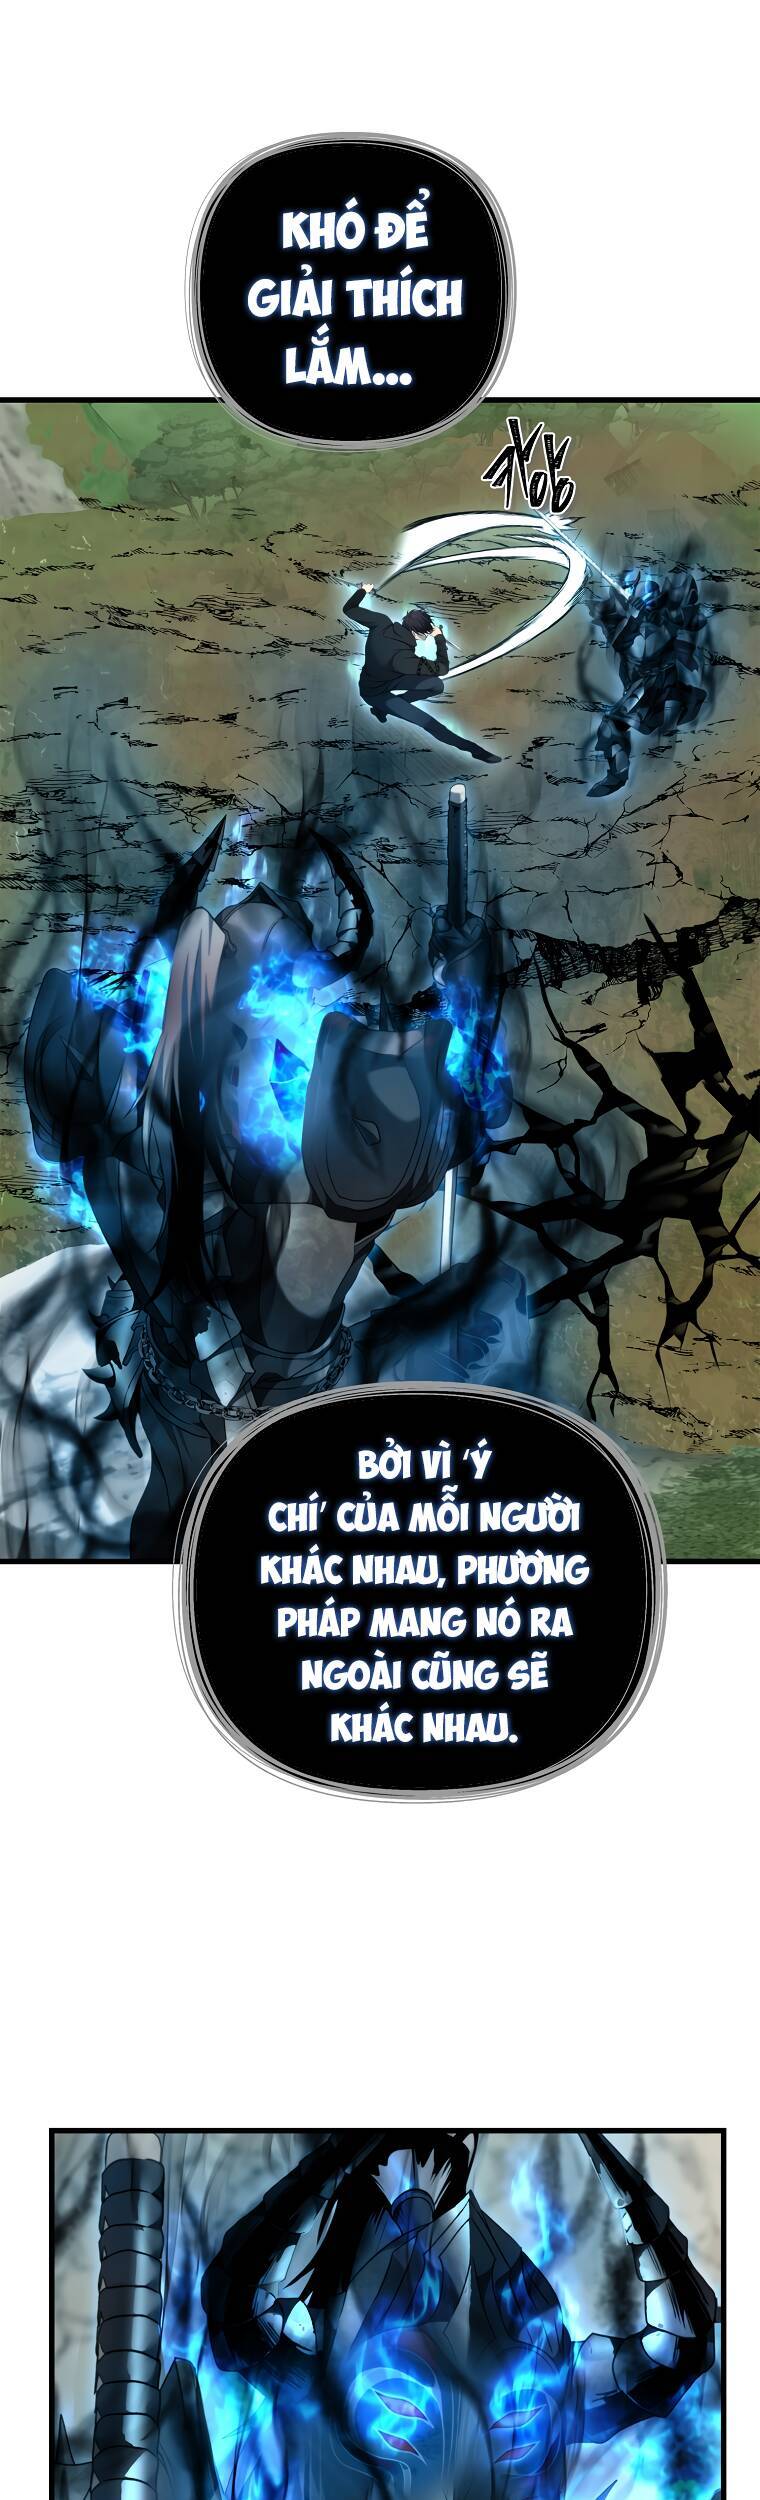 KHÓ ĐỂ
GIẢI THÍCH
LẮM...
BỞI VÌ 'Ý
CHÍ' CỦA MỖI NGƯỜI
KHÁC NHAU, PHƯƠNG
PHÁP MANG NÓ RA
NGOÀI CŨNG SẼ
KHÁC NHAU.